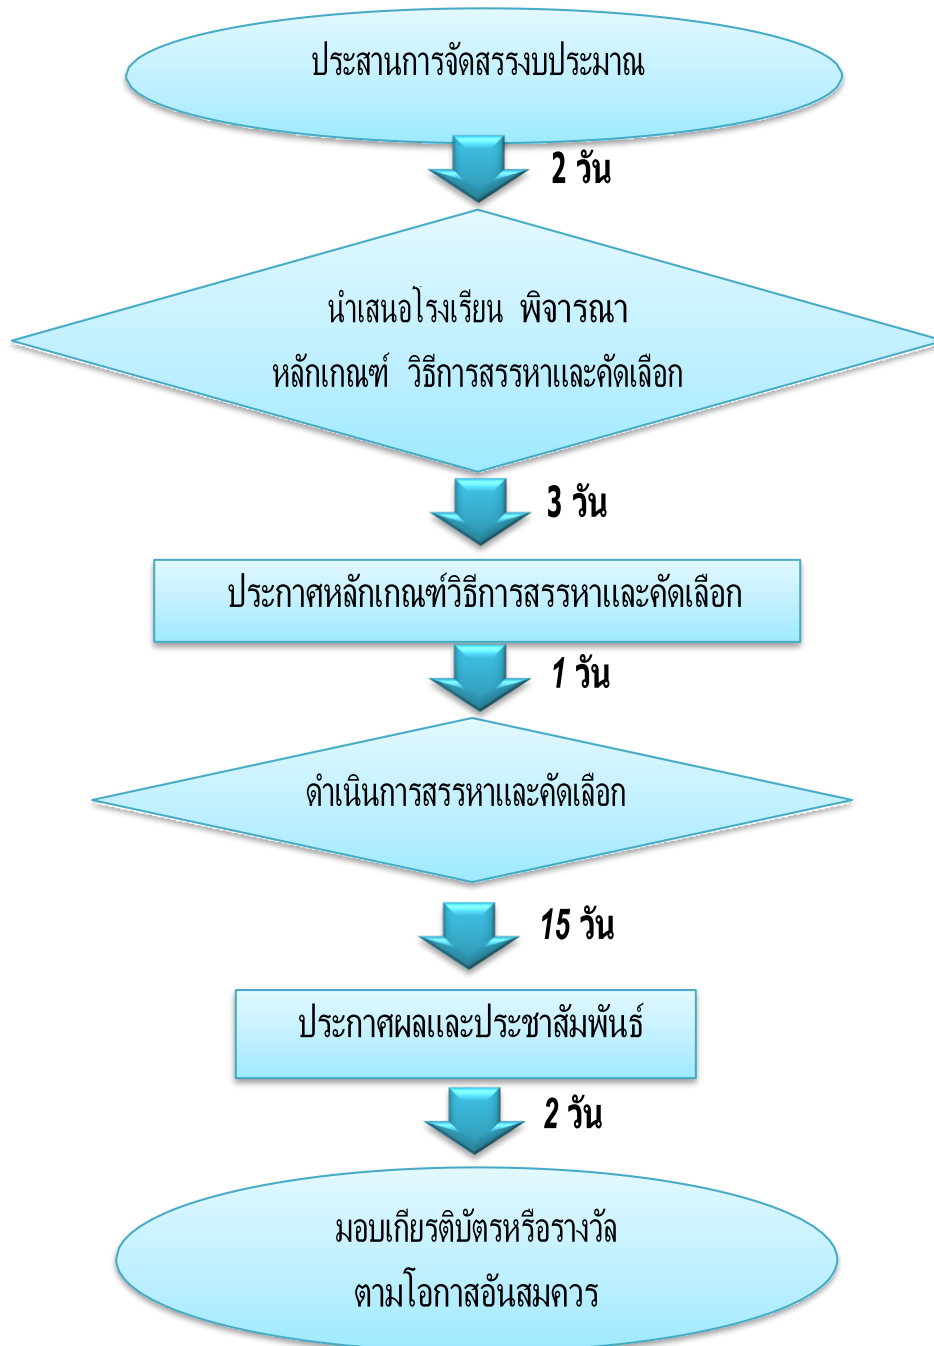 ประสานการจัดสรรงบประมาณ
2 วัน
นำเสนอโรงเรียน พิจารณา
หลักเกณฑ์ วิธีการสรรหาและคัดเลือก
3 วัน
ประกาศหลักเกณฑ์วิธีการสรรหาและคัดเลือก
1 วัน
ดำเนินการสรรหาและคัดเลือก
15 วัน
ประกาศผลและประชาสัมพันธ์
2 วัน
มอบเกียรติบัตรหรือรางวัล
ตามโอกาสอันสมควร